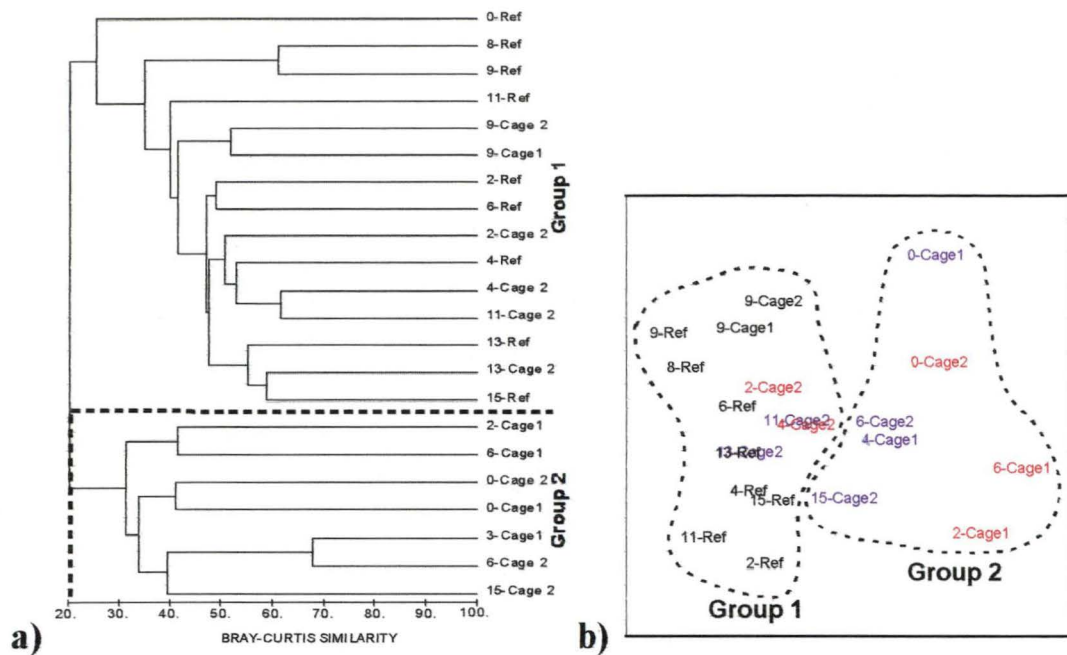 0-Ref
8-Ref
9-Ref
11-Ref
9-Cage 2
9-Cage1
2-Ref
6-Ref
2-Cage 2
4-Ref
4-Cage 2
11-Cage 2
13-Ref
13-Cage 2
15-Ref
2-Cage1
6-Cage1
0-Cage 2
0-Cage1
3-Cage1
6-Cage 2
15-Cage 2
Group 1
Group 2
20. 30. 40. 50. 60. 70. 80. 90. 100.
BRAY-CURTIS SIMILARITY
a)
0-Cage1
9-Cage2
9-Ref
9-Cage1
8-Ref
0-Cage2
2-Cage2
6-Ref
11-Cage2
4-Cage2
6-Cage2
4-Cage1
13-Ref
6-Cage1
4-Ref
15-Ref
15-Cage2
11-Ref
2-Cage1
2-Ref
Group 1
Group 2
b)